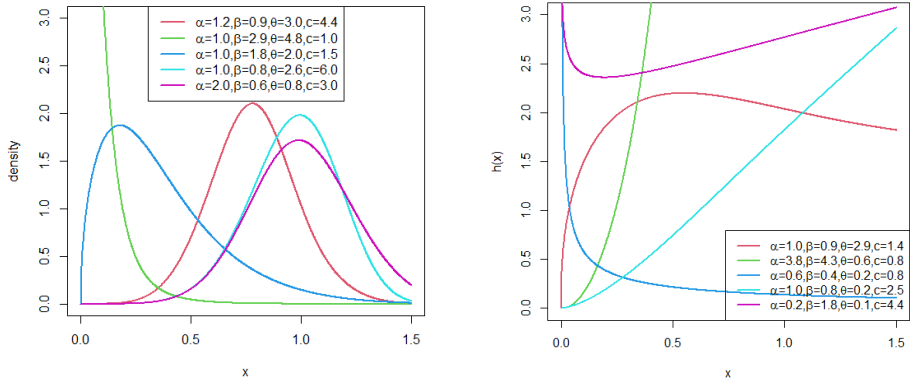 α=1.2,β=0.9,θ=3.0,c=4.4
α=1.0,β=2.9,θ=4.8,c=1.0
α=1.0,β=1.8,θ=2.0,c=1.5
α=1.0,β=0.8,θ=2.6,c=6.0
α=2.0,β=0.6,θ=0.8,c=3.0
3.0
2.5
2.0
1.5
1.0
0.5
0.0
density
0.0 0.5 1.0 1.5
x
3.0
2.5
2.0
1.5
1.0
0.5
0.0
h(x)
α=1.0,β=0.9,θ=2.9,c=1.4
α=3.8,β=4.3,θ=0.6,c=0.8
α=0.6,β=0.4,θ=0.2,c=0.8
α=1.0,β=0.8,θ=0.2,c=2.5
α=0.2,β=1.8,θ=0.1,c=4.4
0.0 0.5 1.0 1.5
x